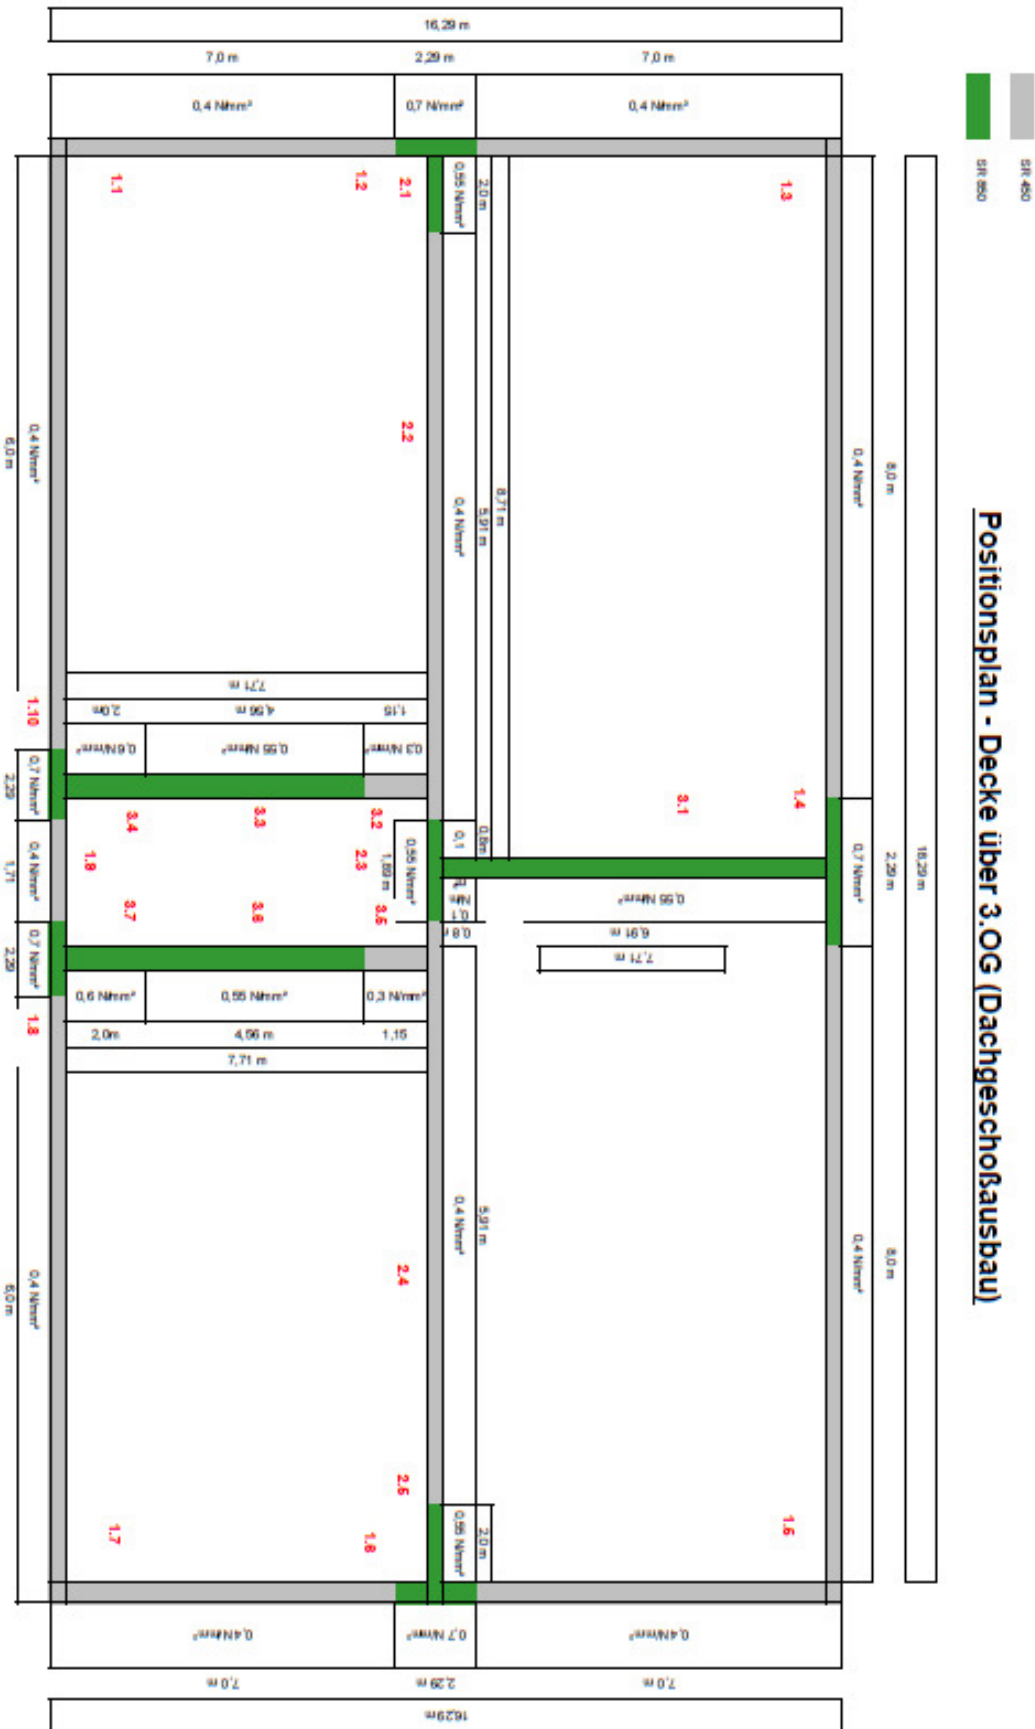 Positionsplan - Decke über 3.OG (Dachgeschoßausbau)
SR 450
SR 850
16,29 m
7,0 m
2,29 m
7,0 m
0,4 N/mm²
0,7 N/mm²
0,4 N/mm²
18,29 m
8,0 m
2,29 m
8,0 m
0,4 N/mm²
0,7 N/mm²
0,4 N/mm²
1.1
1.2
2.1
1.3
2,0 m
0,55 N/mm²
2.2
0,4 N/mm²
5,91 m
8,71 m
0,4 N/mm²
6,0 m
7,71 m
2,0m
4,56 m
1,15
0,6 N/mm²
0,55 N/mm²
0,3 N/mm²
1.10
0,7 N/mm²
2,29
3.4
3.3
3.2
3.1
1.4
0,8m
0,1
0,4 N/mm²
1,71
1.9
2.3
1,89 m
0,55 N/mm²
3.7
3.6
3.5
N/m
0,1
0,8
0,55 N/mm²
6,91 m
7,71 m
0,7 N/mm²
2,29
1.8
0,6 N/mm²
0,55 N/mm²
0,3 N/mm²
2,0m
4,56 m
1,15
7,71 m
0,4 N/mm²
5,91 m
2.4
0,4 N/mm²
6,0 m
2.5
2,0 m
0,55 N/mm²
1.7
1.6
1.5
0,4 N/mm²
0,7 N/mm²
0,4 N/mm²
7,0 m
2,29 m
7,0 m
16,29m